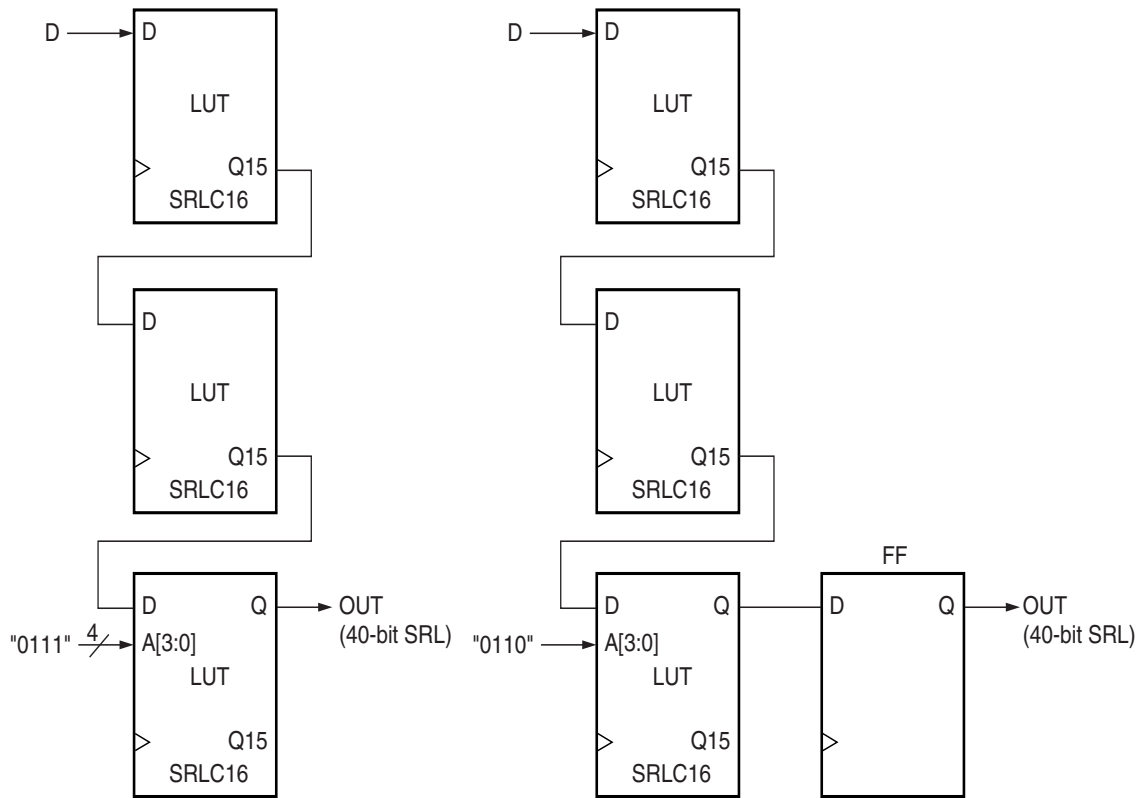 D
D
LUT
Q15
SRLC16
D
LUT
Q15
SRLC16
D
Q
OUT
(40-bit SRL)
"0111"
4
A[3:0]
LUT
Q15
SRLC16
D
D
LUT
Q15
SRLC16
D
LUT
Q15
SRLC16
D
Q
"0110"
A[3:0]
LUT
Q15
SRLC16
FF
D
Q
OUT
(40-bit SRL)